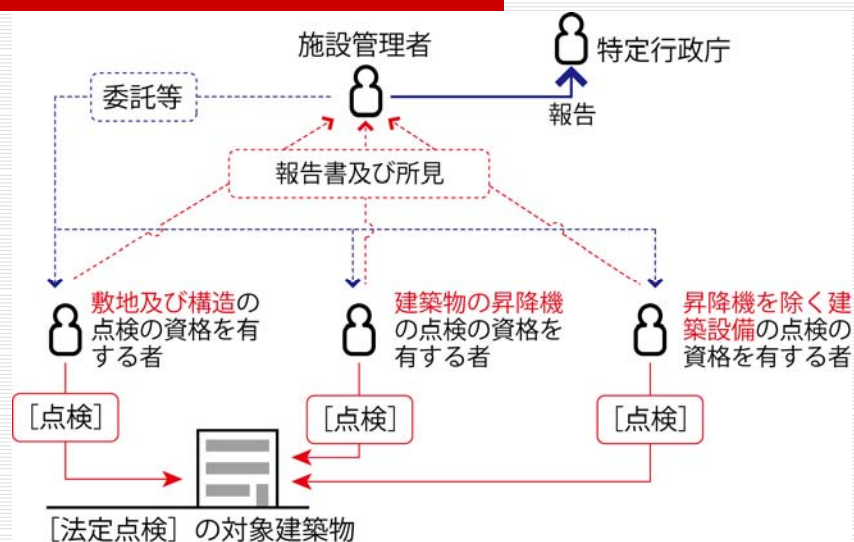 施設管理者
特定行政庁
委託等
報告
報告書及び所見
敷地及び構造の
点検の資格を有
する者
建築物の昇降機
の点検の資格を
有する者
昇降機を除く建
築設備の点検の
資格を有する者
［点検］
［点検］
［点検］
［法定点検］の対象建築物